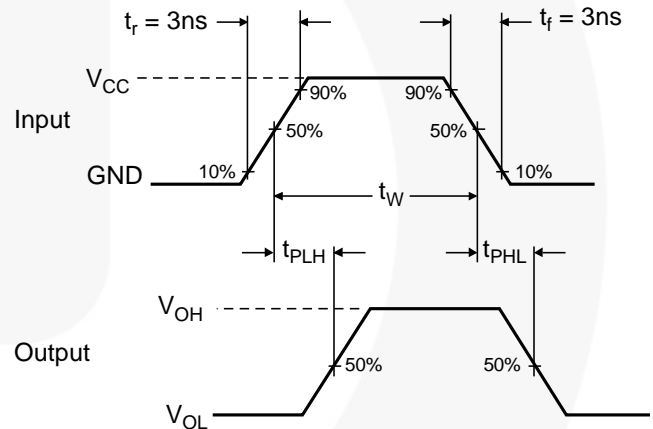 t_r = 3ns
t_f = 3ns
V_CC
90%
90%
Input
50%
50%
GND
10%
10%
t_W
t_PLH
t_PHL
V_OH
Output
50%
50%
V_OL